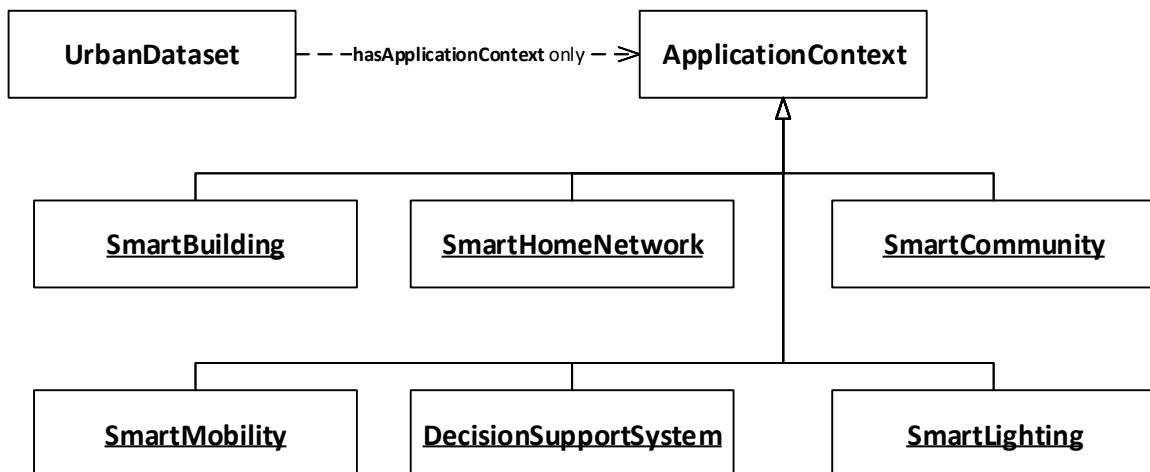 UrbanDataset
hasApplicationContext only
ApplicationContext
SmartBuilding
SmartHomeNetwork
SmartCommunity
SmartMobility
DecisionSupportSystem
SmartLighting